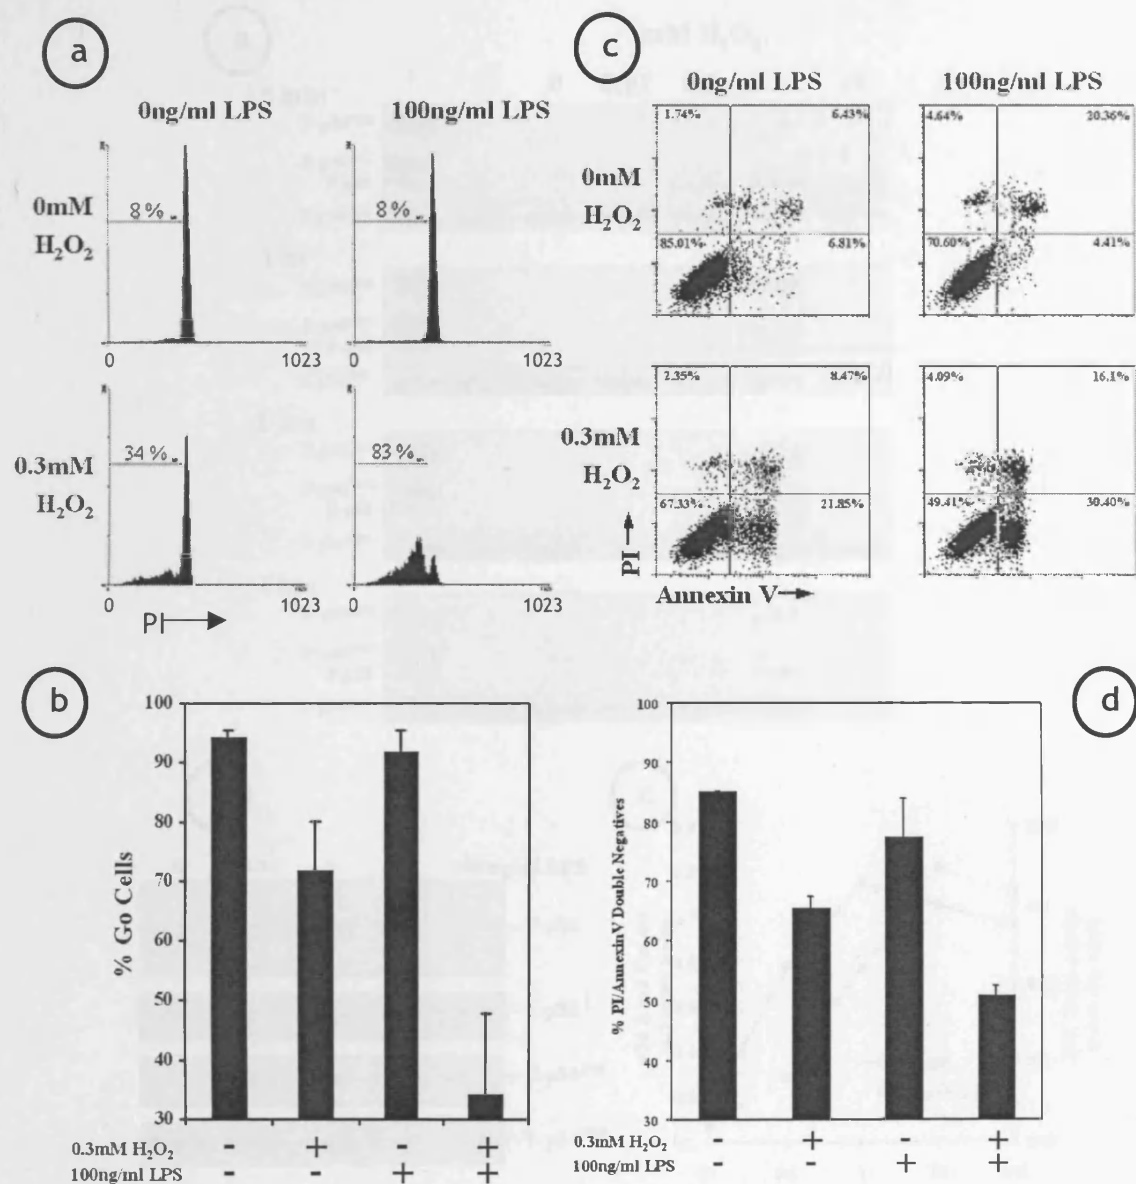 a
0ng/ml LPS
100ng/ml LPS
0mM
H₂O₂
8%
8%
0
1023
0
1023
0.3mM
H₂O₂
34%
83%
0
1023
0
1023
PI
c
0ng/ml LPS
100ng/ml LPS
0mM
H₂O₂
1.74%
6.43%
85.01%
6.81%
4.64%
20.36%
70.60%
4.41%
0.3mM
H₂O₂
2.35%
8.47%
67.33%
21.85%
4.09%
16.1%
49.41%
30.40%
PI
Annexin V
b
% Go Cells
100
90
80
70
60
50
40
30
0.3mM H₂O₂ - + - +
100ng/ml LPS - - + +
d
% PI/AnnexinV Double Negatives
100
90
80
70
60
50
40
30
0.3mM H₂O₂ - + - +
100ng/ml LPS - - + +